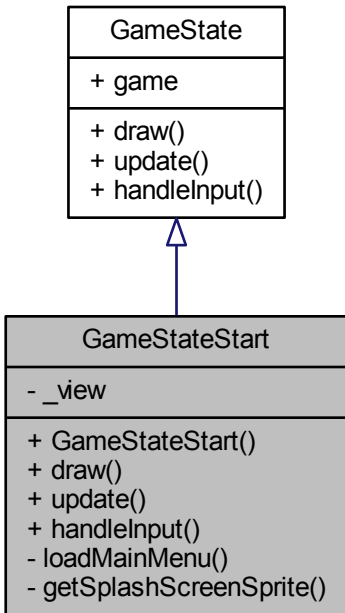 GameState
+ game
+ draw()
+ update()
+ handleInput()
GameStateStart
- _view
+ GameStateStart()
+ draw()
+ update()
+ handleInput()
- loadMainMenu()
- getSplashScreenSprite()